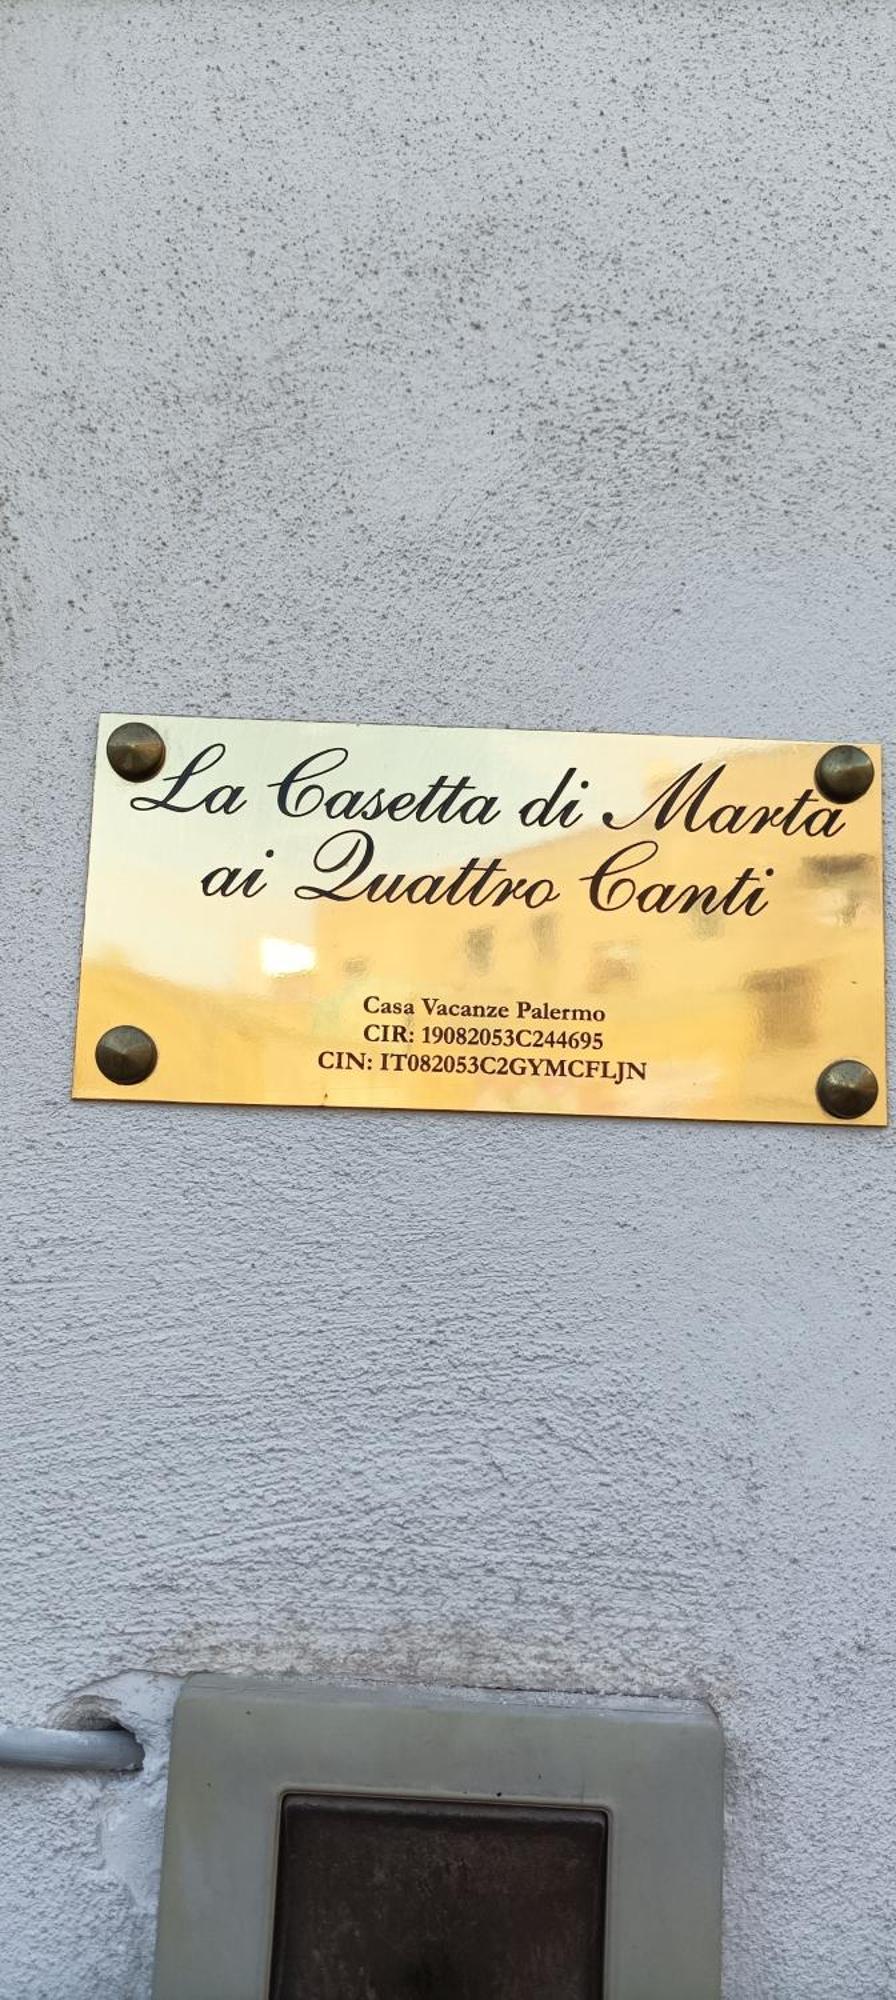 La Casetta di Marta
ai Quattro Canti
Casa Vacanze Palermo
CIR: 19082053C244695
CIN: IT082053C2GYMCFLJN